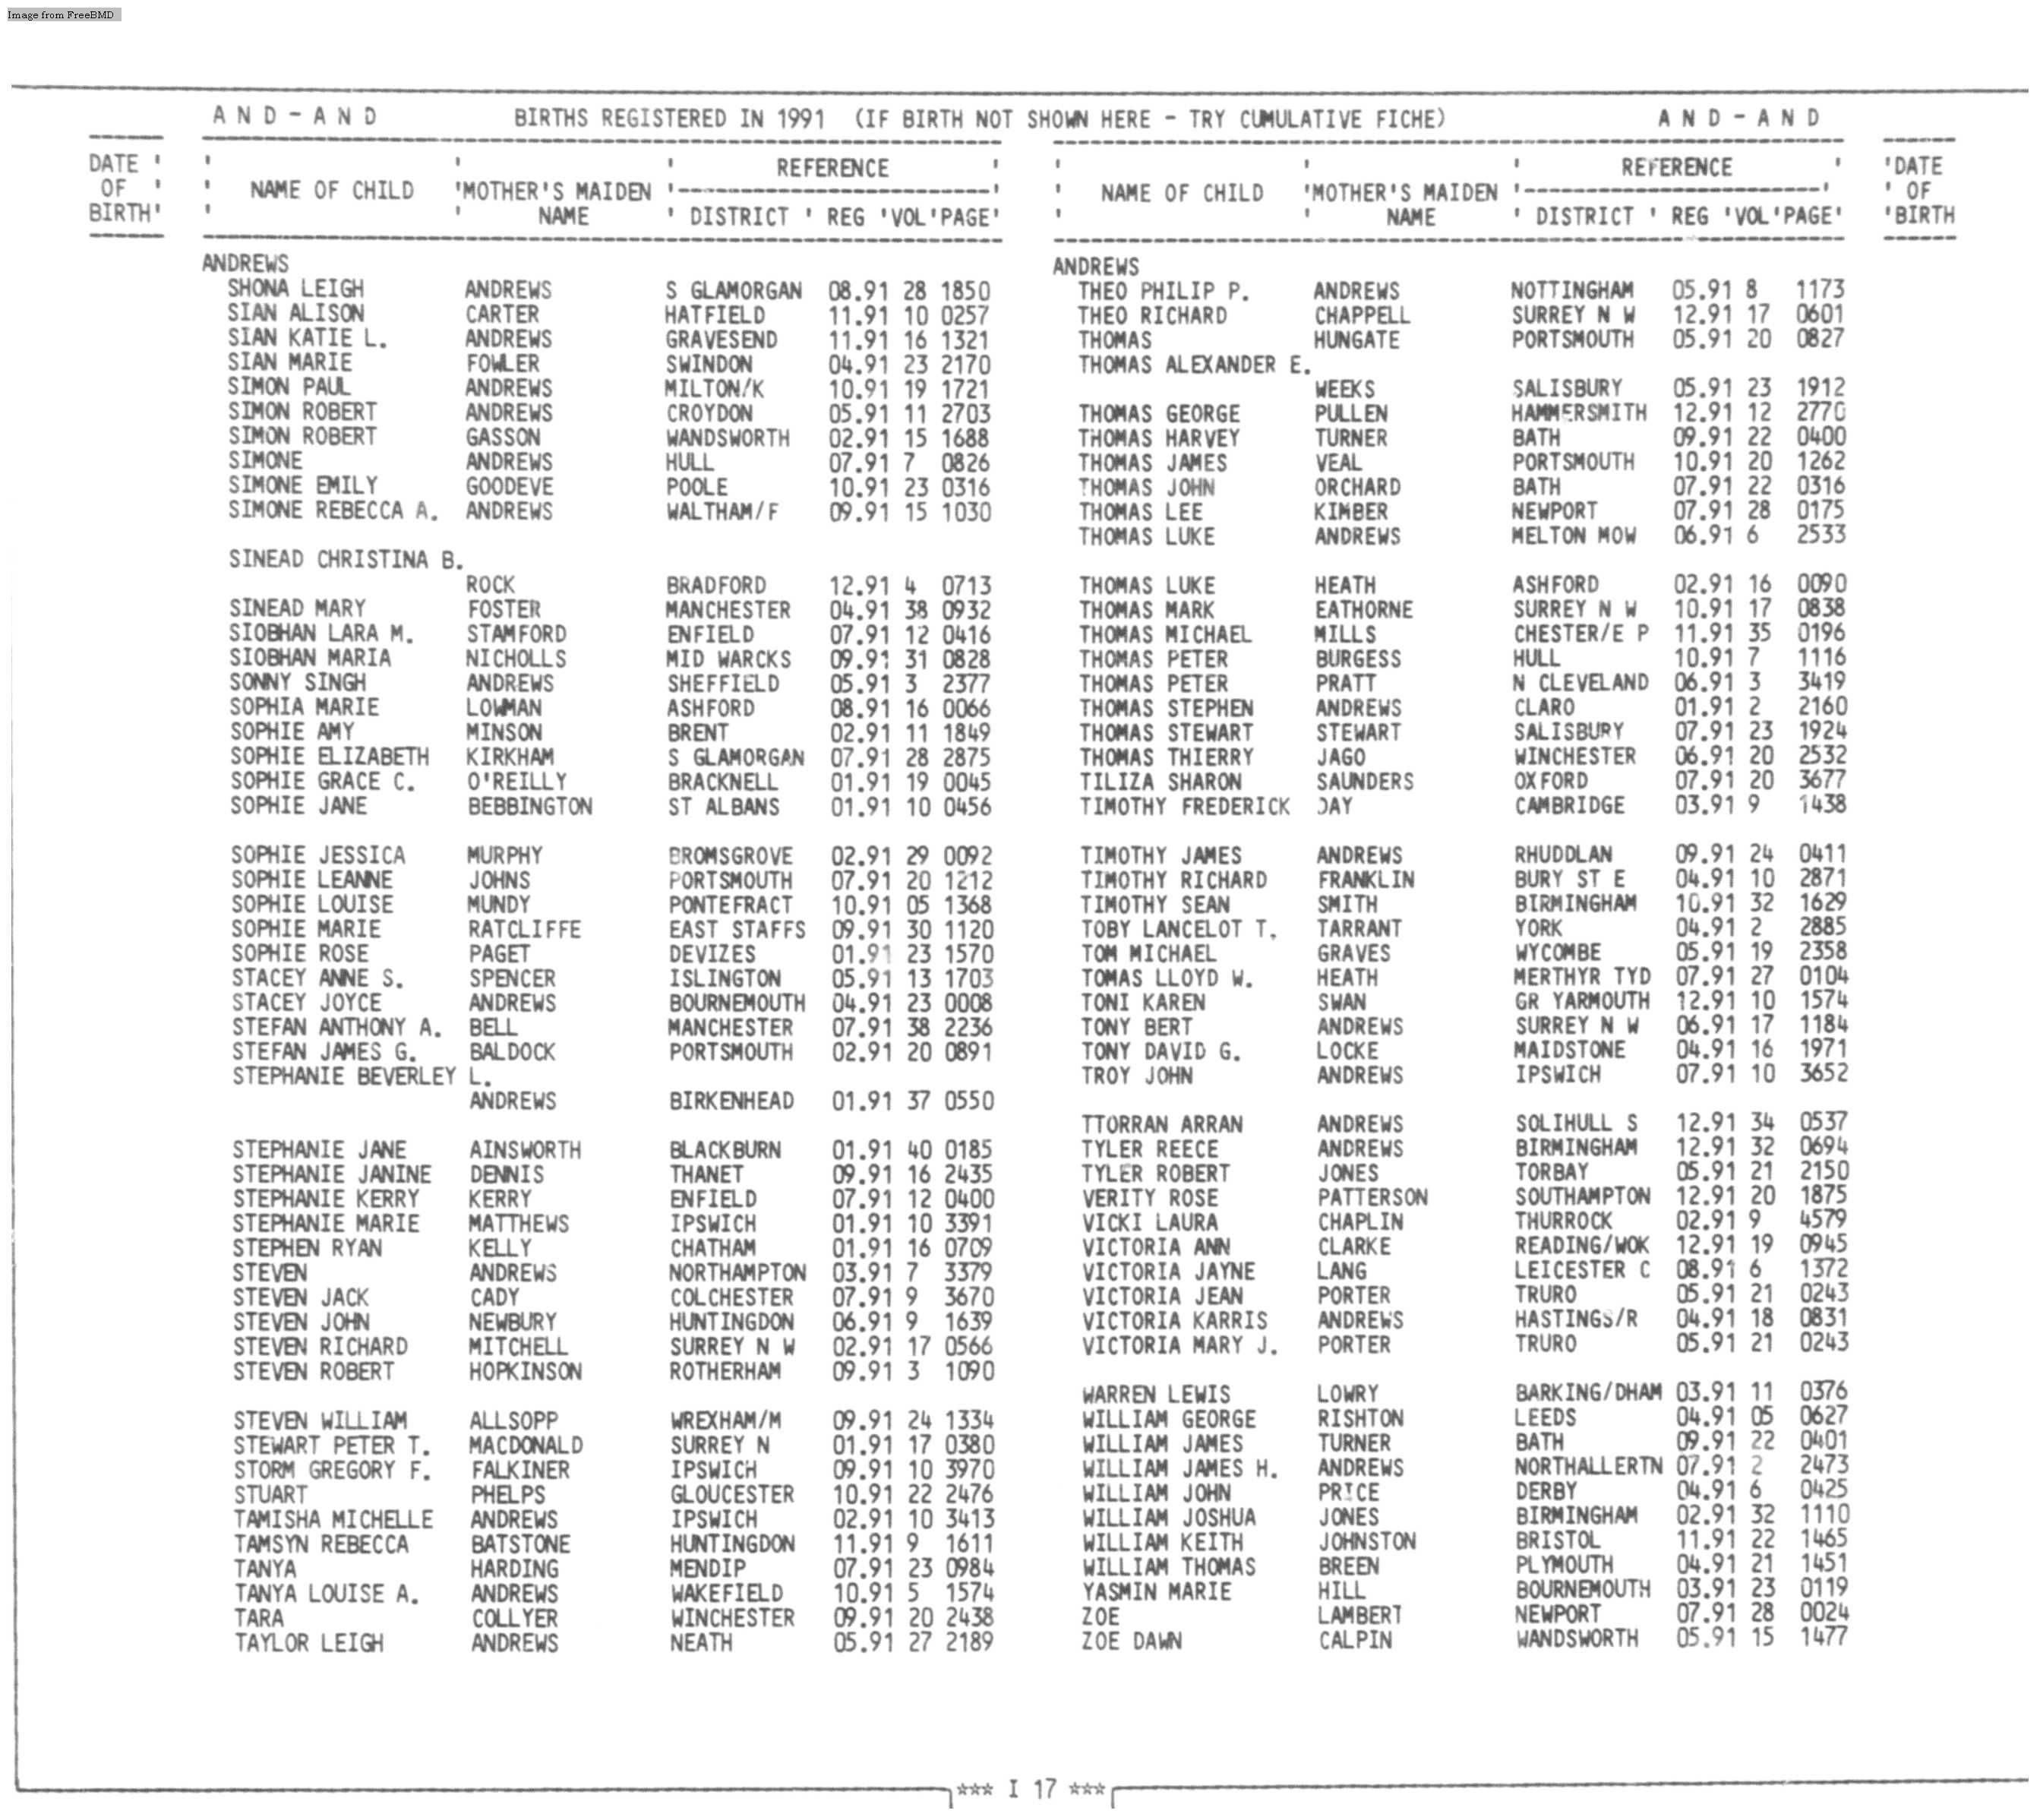 Image from FreeBMD
A N D - A N D BIRTHS REGISTERED IN 1991 (IF BIRTH NOT SHOWN HERE - TRY CUMULATIVE FICHE) A N D - A N D
DATE OF BIRTH
NAME OF CHILD MOTHER'S MAIDEN NAME REFERENCE DISTRICT REG VOL PAGE
ANDREWS
SHONA LEIGH ANDREWS S GLAMORGAN 08.91 28 1850
SIAN ALISON CARTER HATFIELD 11.91 10 0257
SIAN KATIE L. ANDREWS GRAVESEND 11.91 16 1321
SIAN MARIE FOWLER SWINDON 04.91 23 2170
SIMON PAUL ANDREWS MILTON/K 10.91 19 1721
SIMON ROBERT ANDREWS CROYDON 05.91 11 2703
SIMON ROBERT GASSON WANDSWORTH 02.91 15 1688
SIMONE ANDREWS HULL 07.91 7 0826
SIMONE EMILY GOODEVE POOLE 10.91 23 0316
SIMONE REBECCA A. ANDREWS WALTHAM/F 09.91 15 1030
SINEAD CHRISTINA B.
ROCK BRADFORD 12.91 4 0713
SINEAD MARY FOSTER MANCHESTER 04.91 38 0932
SIOBHAN LARA M. STAMFORD ENFIELD 07.91 12 0416
SIOBHAN MARIA NICHOLLS MID WARCKS 09.91 31 0828
SONNY SINGH ANDREWS SHEFFIELD 05.91 3 2377
SOPHIA MARIE LOWMAN ASHFORD 08.91 16 0066
SOPHIE AMY MINSON BRENT 02.91 11 1849
SOPHIE ELIZABETH KIRKHAM S GLAMORGAN 07.91 28 2875
SOPHIE GRACE C. O'REILLY BRACKNELL 01.91 19 0045
SOPHIE JANE BEBBINGTON ST ALBANS 01.91 10 0456
SOPHIE JESSICA MURPHY BROMSGROVE 02.91 29 0092
SOPHIE LEANNE JOHNS PORTSMOUTH 07.91 20 1212
SOPHIE LOUISE MUNDY PONTEFRACT 10.91 05 1368
SOPHIE MARIE RATCLIFFE EAST STAFFS 09.91 30 1120
SOPHIE ROSE PAGET DEVIZES 01.91 23 1570
STACEY ANNE S. SPENCER ISLINGTON 05.91 13 1703
STACEY JOYCE ANDREWS BOURNEMOUTH 04.91 23 0008
STEFAN ANTHONY A. BELL MANCHESTER 07.91 38 2236
STEFAN JAMES G. BALDOCK PORTSMOUTH 02.91 20 0891
STEPHANIE BEVERLEY L.
ANDREWS BIRKENHEAD 01.91 37 0550
STEPHANIE JANE AINSWORTH BLACKBURN 01.91 40 0185
STEPHANIE JANINE DENNIS THANET 09.91 16 2435
STEPHANIE KERRY KERRY ENFIELD 07.91 12 0400
STEPHANIE MARIE MATTHEWS IPSWICH 01.91 10 3391
STEPHEN RYAN KELLY CHATHAM 01.91 16 0709
STEVEN ANDREWS NORTHAMPTON 03.91 7 3379
STEVEN JACK CADY COLCHESTER 07.91 9 3670
STEVEN JOHN NEWBURY HUNTINGDON 06.91 9 1639
STEVEN RICHARD MITCHELL SURREY N W 02.91 17 0566
STEVEN ROBERT HOPKINSON ROTHERHAM 09.91 3 1090
STEVEN WILLIAM ALLSOPP WREXHAM/M 09.91 24 1334
STEWART PETER T. MACDONALD SURREY N 01.91 17 0380
STORM GREGORY F. FALKINER IPSWICH 09.91 10 3970
STUART PHELPS GLOUCESTER 10.91 22 2476
TAMISHA MICHELLE ANDREWS IPSWICH 02.91 10 3413
TAMSYN REBECCA BATSTONE HUNTINGDON 11.91 9 1611
TANYA HARDING MENDIP 07.91 23 0984
TANYA LOUISE A. ANDREWS WAKEFIELD 10.91 5 1574
TARA COLLYER WINCHESTER 09.91 20 2438
TAYLOR LEIGH ANDREWS NEATH 05.91 27 2189
NAME OF CHILD MOTHER'S MAIDEN NAME REFERENCE DISTRICT REG VOL PAGE
DATE OF BIRTH
ANDREWS
THEO PHILIP P. ANDREWS NOTTINGHAM 05.91 8 1173
THEO RICHARD CHAPPELL SURREY N W 12.91 17 0601
THOMAS HUNGATE PORTSMOUTH 05.91 20 0827
THOMAS ALEXANDER E.
WEEKS SALISBURY 05.91 23 1912
THOMAS GEORGE PULLEN HAMMERSMITH 12.91 12 2770
THOMAS HARVEY TURNER BATH 09.91 22 0400
THOMAS JAMES VEAL PORTSMOUTH 10.91 20 1262
THOMAS JOHN ORCHARD BATH 07.91 22 0316
THOMAS LEE KIMBER NEWPORT 07.91 28 0175
THOMAS LUKE ANDREWS MELTON MOW 06.91 6 2533
THOMAS LUKE HEATH ASHFORD 02.91 16 0090
THOMAS MARK EATHORNE SURREY N W 10.91 17 0838
THOMAS MICHAEL MILLS CHESTER/E P 11.91 35 0196
THOMAS PETER BURGESS HULL 10.91 7 1116
THOMAS PETER PRATT N CLEVELAND 06.91 3 3419
THOMAS STEPHEN ANDREWS CLARO 01.91 2 2160
THOMAS STEWART STEWART SALISBURY 07.91 23 1924
THOMAS THIERRY JAGO WINCHESTER 06.91 20 2532
TILIZA SHARON SAUNDERS OXFORD 07.91 20 3677
TIMOTHY FREDERICK DAY CAMBRIDGE 03.91 9 1438
TIMOTHY JAMES ANDREWS RHUDDLAN 09.91 24 0411
TIMOTHY RICHARD FRANKLIN BURY ST E 04.91 10 2871
TIMOTHY SEAN SMITH BIRMINGHAM 10.91 32 1629
TOBY LANCELOT T. TARRANT YORK 04.91 2 2885
TOM MICHAEL GRAVES WYCOMBE 05.91 19 2358
TOMAS LLOYD W. HEATH MERTHYR TYD 07.91 27 0104
TONI KAREN SWAN GR YARMOUTH 12.91 10 1574
TONY BERT ANDREWS SURREY N W 06.91 17 1184
TONY DAVID G. LOCKE MAIDSTONE 04.91 16 1971
TROY JOHN ANDREWS IPSWICH 07.91 10 3652
TTORRAN ARRAN ANDREWS SOLIHULL S 12.91 34 0537
TYLER REECE ANDREWS BIRMINGHAM 12.91 32 0694
TYLER ROBERT JONES TORBAY 05.91 21 2150
VERITY ROSE PATTERSON SOUTHAMPTON 12.91 20 1875
VICKI LAURA CHAPLIN THURROCK 02.91 9 4579
VICTORIA ANN CLARKE READING/WOK 12.91 19 0945
VICTORIA JAYNE LANG LEICESTER C 08.91 6 1372
VICTORIA JEAN PORTER TRURO 05.91 21 0243
VICTORIA KARRIS ANDREWS HASTINGS/R 04.91 18 0831
VICTORIA MARY J. PORTER TRURO 05.91 21 0243
WARREN LEWIS LOWRY BARKING/DHAM 03.91 11 0376
WILLIAM GEORGE RISHTON LEEDS 04.91 05 0627
WILLIAM JAMES TURNER BATH 09.91 22 0401
WILLIAM JAMES H. ANDREWS NORTHALLERTN 07.91 2 2473
WILLIAM JOHN PRICE DERBY 04.91 6 0425
WILLIAM JOSHUA JONES BIRMINGHAM 02.91 32 1110
WILLIAM KEITH JOHNSTON BRISTOL 11.91 22 1465
WILLIAM THOMAS BREEN PLYMOUTH 04.91 21 1451
YASMIN MARIE HILL BOURNEMOUTH 03.91 23 0119
ZOE LAMBERT NEWPORT 07.91 28 0024
ZOE DAWN CALPIN WANDSWORTH 05.91 15 1477
*** I 17 ***